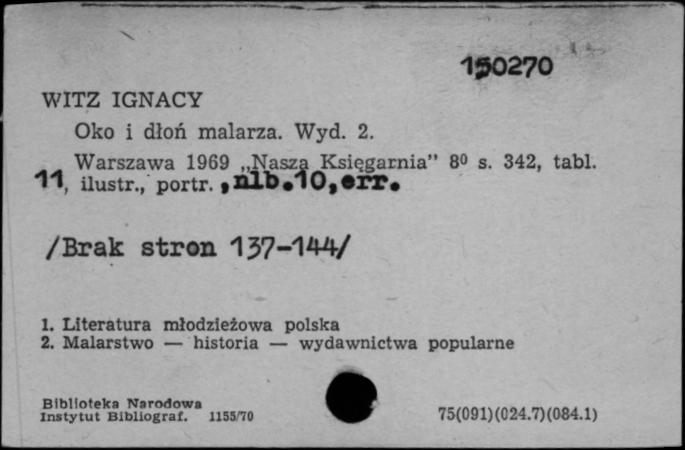 150270
WITZ IGNACY
Oko i dłoń malarza. Wyd. 2.
Warszawa 1969 „Nasza Księgarnia” 8⁰ s. 342, tabl.
11, ilustr., portr. , nlb.10, err.
/Brak stron 137-144/
1. Literatura młodzieżowa polska
2. Malarstwo — historia — wydawnictwa popularne
Biblioteka Narodowa
Instytut Bibliograf. 1155/70
75(091)(024.7)(084.1)